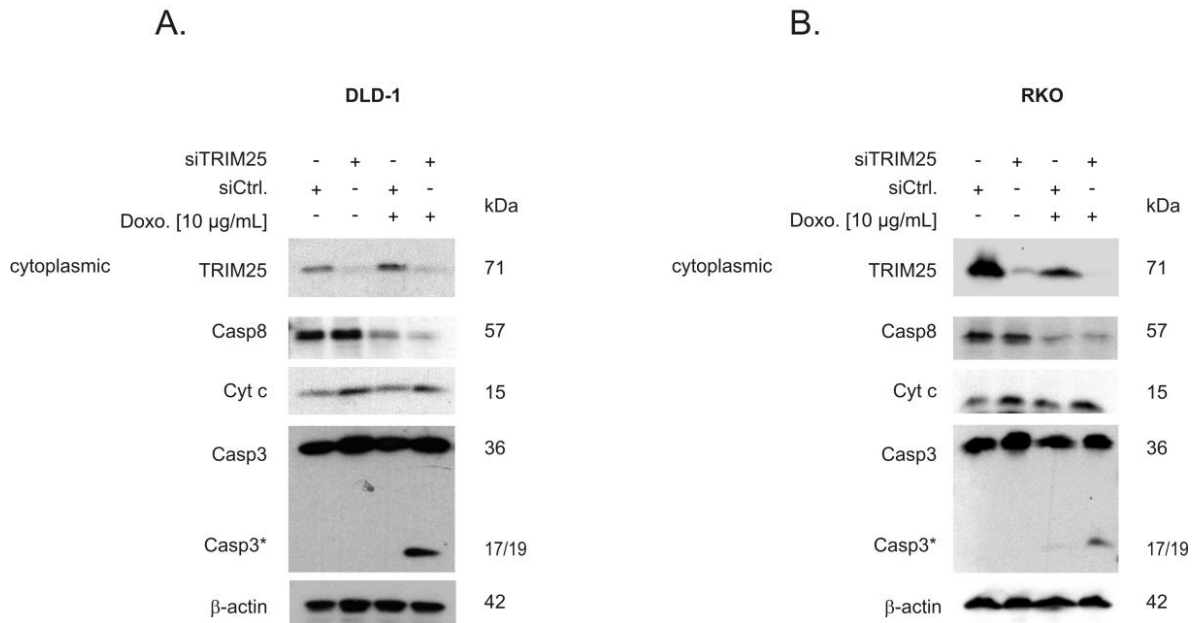 A.
DLD-1
siTRIM25 - + - +
siCtrl. + - + -
Doxo. [10 µg/mL] - - + +
kDa
cytoplasmic TRIM25 71
Casp8 57
Cyt c 15
Casp3 36
Casp3* 17/19
β-actin 42
B.
RKO
siTRIM25 - + - +
siCtrl. + - + -
Doxo. [10 µg/mL] - - + +
kDa
cytoplasmic TRIM25 71
Casp8 57
Cyt c 15
Casp3 36
Casp3* 17/19
β-actin 42